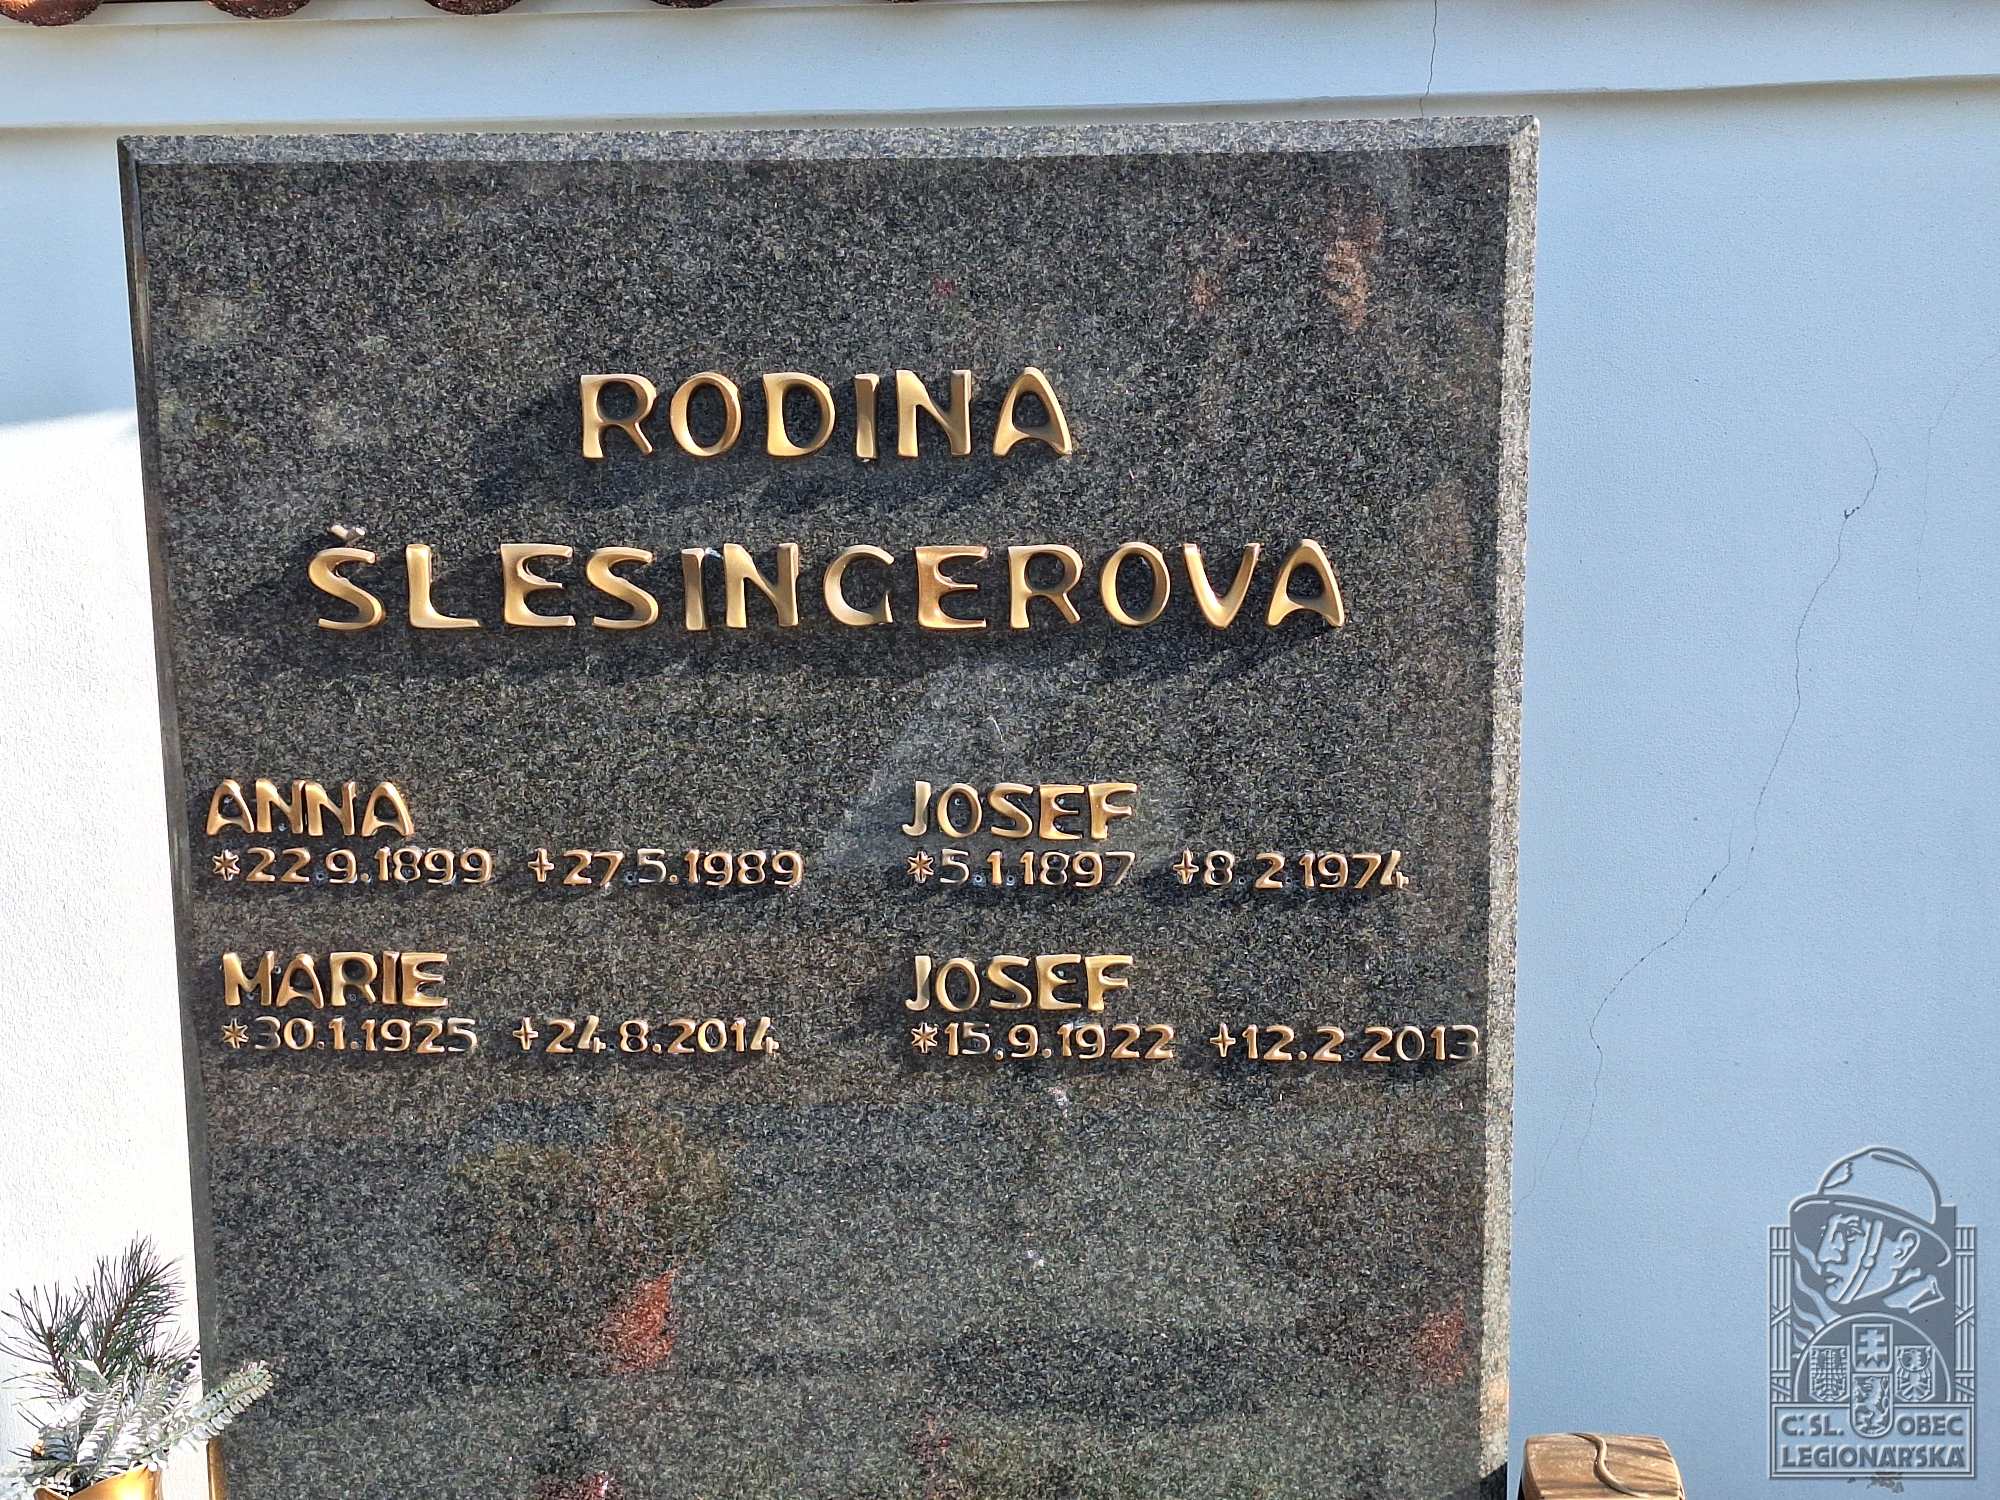 RODINA
ŠLESINGEROVA
ANNA
*22.9.1899 +27.5.1989
JOSEF
*5.1.1897 +8.2.1974
MARIE
*30.1.1925 +24.8.2014
JOSEF
*15.9.1922 +12.2.2013
Č.SL. OBEC
LEGIONÁŘSKÁ